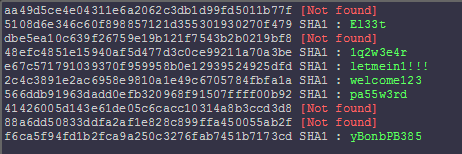 aa49d5ce4e04311e6a2062c3db1d99fd5011b77f [Not found]
5108d6e346c60f898857121d355301930270f479 SHA1 : El33t
dbe5ea10c639f26759e19b121f7543b2b0219bf8 [Not found]
48efc4851e15940af5d477d3c0ce99211a70a3be SHA1 : 1q2w3e4r
e67c571791039370f959958b0e12939524925dfd SHA1 : letmein1!!!
2c4c3891e2ac6958e9810a1e49c6705784fbfa1a SHA1 : welcome123
566ddb91963dadd0efb320968f91507ffff00b92 SHA1 : pa55w3rd
41426005d143e61de05c6cacc10314a8b3ccd3d8 [Not found]
88a6dd50833ddfa2af1e828c899ffa450055ab2f [Not found]
f6ca5f94fd1b2fca9a250c3276fab7451b7173cd SHA1 : yBonbPB385